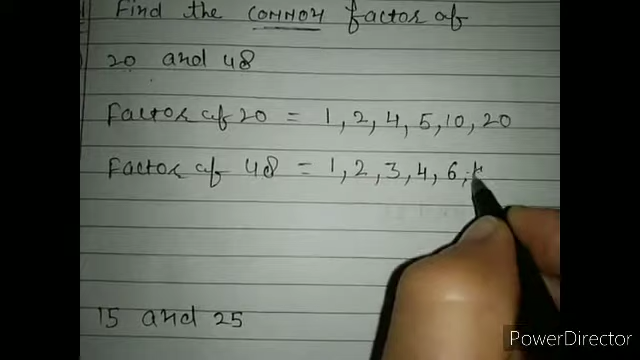 Find the common factor of
20 and 48
Factor of 20 = 1, 2, 4, 5, 10, 20
Factor of 48 = 1, 2, 3, 4, 6,
15 and 25
PowerDirector